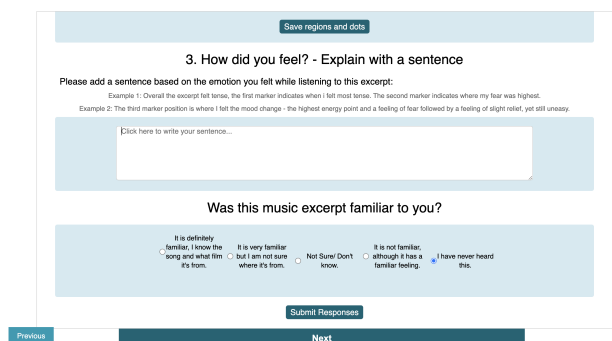 Save regions and dots
3. How did you feel? - Explain with a sentence
Please add a sentence based on the emotion you felt while listening to this excerpt:
Example 1: Overall the excerpt felt tense, the first marker indicates when i felt most tense. The second marker indicates where my fear was highest.
Example 2: The third marker position is where I felt the mood change - the highest energy point and a feeling of fear followed by a feeling of slight relief, yet still uneasy.
Click here to write your sentence...
Was this music excerpt familiar to you?
It is definitely
familiar, I know the
song and what film
it's from.
It is very familiar
but I am not sure
where it's from.
Not Sure/ Don't
know.
It is not familiar,
although it has a
familiar feeling.
I have never heard
this.
Submit Responses
Previous
Next